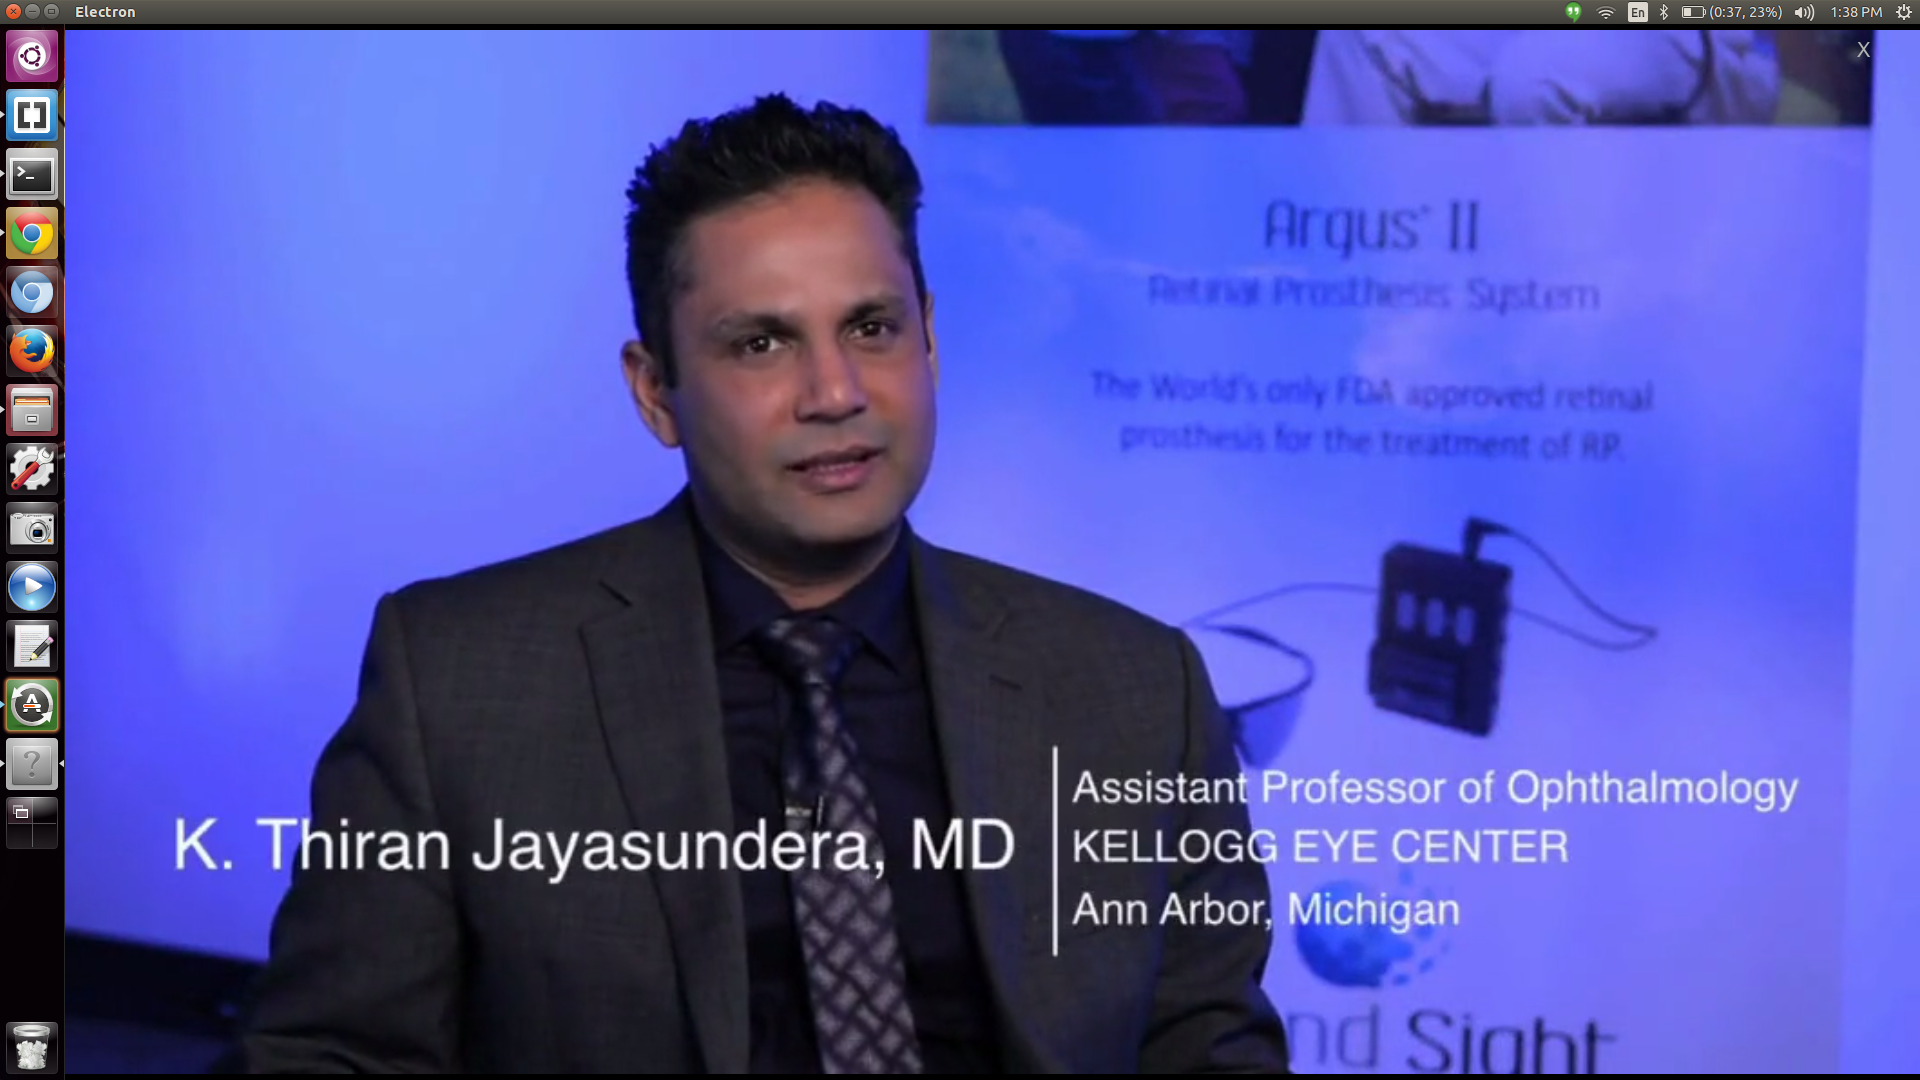 Electron
En
(0:37, 23%)
1:38 PM
X
Argus II
Retinal Prosthesis System
The World's only FDA approved retinal
prosthesis for the treatment of RP.
K. Thiran Jayasundera, MD
Assistant Professor of Ophthalmology
KELLOGG EYE CENTER
Ann Arbor, Michigan
nd Sight